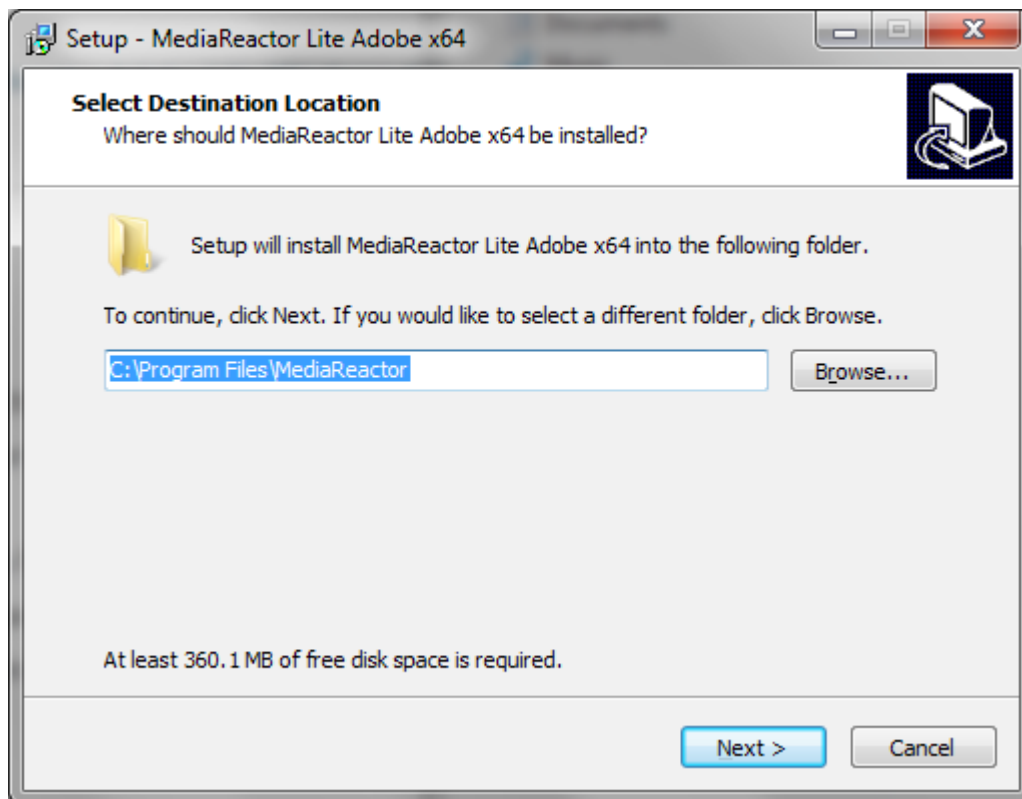 Setup - MediaReactor Lite Adobe x64
Select Destination Location
Where should MediaReactor Lite Adobe x64 be installed?
Setup will install MediaReactor Lite Adobe x64 into the following folder.
To continue, click Next. If you would like to select a different folder, click Browse.
C:\Program Files\MediaReactor
Browse...
At least 360.1 MB of free disk space is required.
Next >
Cancel